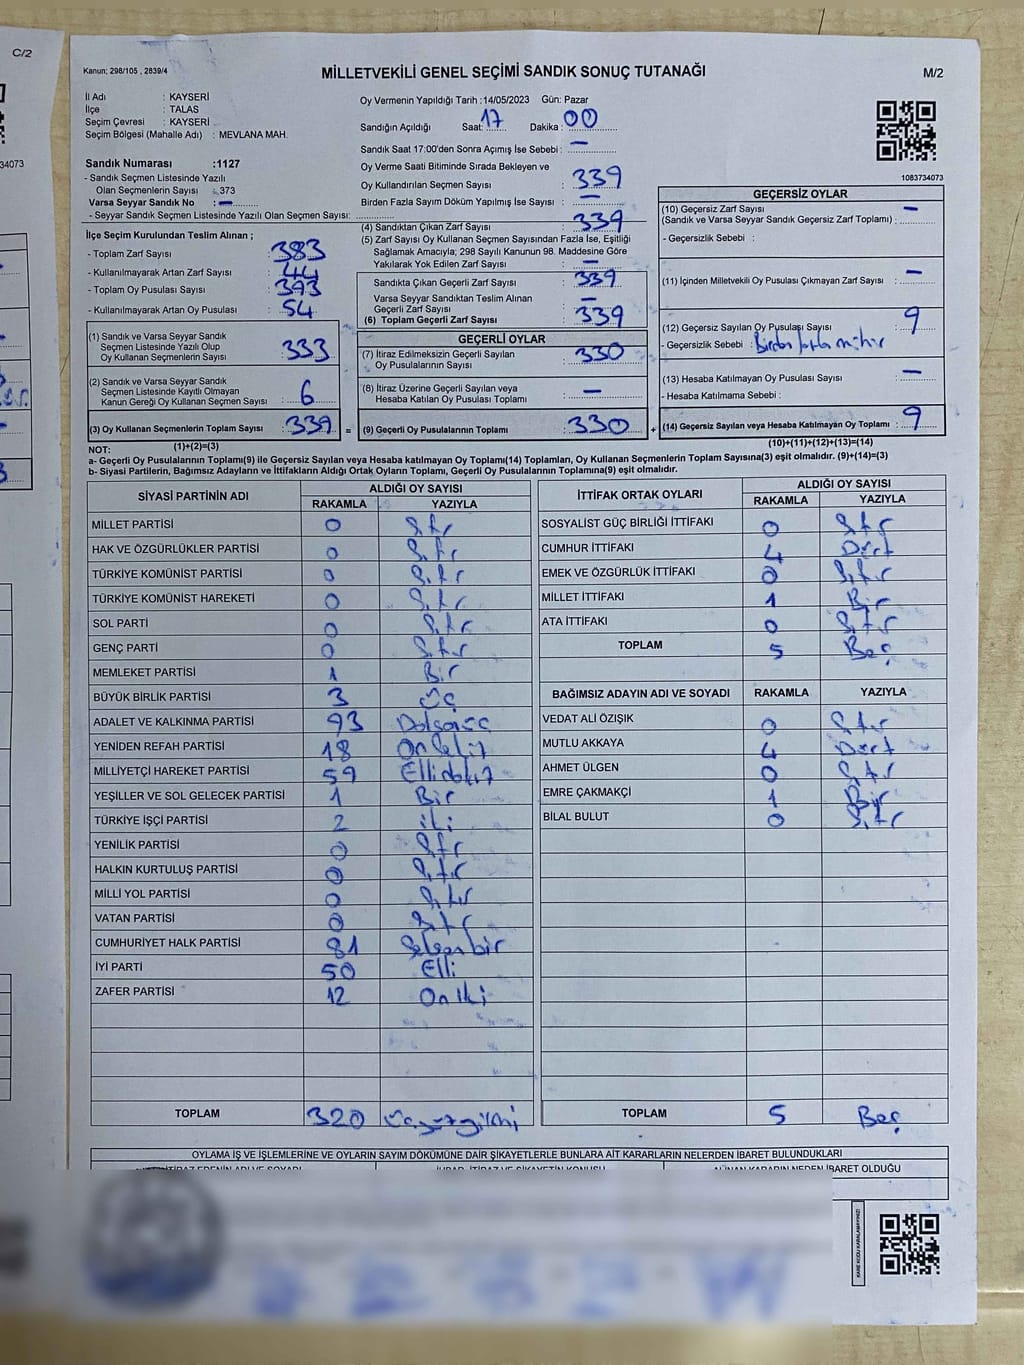 C/2
34073
Kanun: 298/105 , 2839/4
MİLLETVEKİLİ GENEL SEÇİMİ SANDIK SONUÇ TUTANAĞI
M/2
İl Adı : KAYSERİ
İlçe : TALAS
Seçim Çevresi : KAYSERİ
Seçim Bölgesi (Mahalle Adı) : MEVLANA MAH.
Oy Vermenin Yapıldığı Tarih :14/05/2023 Gün: Pazar
Sandığın Açıldığı Saat: 17 Dakika : 00
Sandık Saat 17:00'den Sonra Açımış İse Sebebi : –
Sandık Numarası :1127
- Sandık Seçmen Listesinde Yazılı
Olan Seçmenlerin Sayısı : 373
Varsa Seyyar Sandık No : –
- Seyyar Sandık Seçmen Listesinde Yazılı Olan Seçmen Sayısı:
Oy Verme Saati Bitiminde Sırada Bekleyen ve
Oy Kullandırılan Seçmen Sayısı : 339
Birden Fazla Sayım Döküm Yapılmış İse Sayısı : –
1083734073
İlçe Seçim Kurulundan Teslim Alınan ;
- Toplam Zarf Sayısı : 383
- Kullanılmayarak Artan Zarf Sayısı : 44
- Toplam Oy Pusulası Sayısı : 393
- Kullanılmayarak Artan Oy Pusulası : 54
(1) Sandık ve Varsa Seyyar Sandık
Seçmen Listesinde Yazılı Olup
Oy Kullanan Seçmenlerin Sayısı : 333
(2) Sandık ve Varsa Seyyar Sandık
Seçmen Listesinde Kayıtlı Olmayan
Kanun Gereği Oy Kullanan Seçmen Sayısı : 6
(3) Oy Kullanan Seçmenlerin Toplam Sayısı : 339 =
(4) Sandıktan Çıkan Zarf Sayısı : 339
(5) Zarf Sayısı Oy Kullanan Seçmen Sayısından Fazla İse, Eşitliği
Sağlamak Amacıyla; 298 Sayılı Kanunun 98. Maddesine Göre
Yakılarak Yok Edilen Zarf Sayısı : –
Sandıkta Çıkan Geçerli Zarf Sayısı : 339
Varsa Seyyar Sandıktan Teslim Alınan
Geçerli Zarf Sayısı : –
(6) Toplam Geçerli Zarf Sayısı : 339
GEÇERLİ OYLAR
(7) İtiraz Edilmeksizin Geçerli Sayılan
Oy Pusulalarının Sayısı : 330
(8) İtiraz Üzerine Geçerli Sayılan veya
Hesaba Katılan Oy Pusulası Toplamı : –
(9) Geçerli Oy Pusulalarının Toplamı : 330 +
GEÇERSİZ OYLAR
(10) Geçersiz Zarf Sayısı : –
(Sandık ve Varsa Seyyar Sandık Geçersiz Zarf Toplamı)
- Geçersizlik Sebebi :
(11) İçinden Milletvekili Oy Pusulası Çıkmayan Zarf Sayısı : –
(12) Geçersiz Sayılan Oy Pusulası Sayısı : 9
- Geçersizlik Sebebi : Birden fazla mühür
(13) Hesaba Katılmayan Oy Pusulası Sayısı : –
- Hesaba Katılmama Sebebi :
(14) Geçersiz Sayılan veya Hesaba Katılmayan Oy Toplamı : 9
NOT: (1)+(2)=(3) (10)+(11)+(12)+(13)=(14)
a- Geçerli Oy Pusulalarının Toplamı(9) ile Geçersiz Sayılan veya Hesaba Katılmayan Oy Toplamı(14) Toplamları, Oy Kullanan Seçmenlerin Toplam Sayısına(3) eşit olmalıdır. (9)+(14)=(3)
b- Siyasi Partilerin, Bağımsız Adayların ve İttifakların Aldığı Ortak Oyların Toplamı, Geçerli Oy Pusulalarının Toplamına(9) eşit olmalıdır.
SİYASİ PARTİNİN ADI ALDIĞI OY SAYISI
RAKAMLA YAZIYLA
MİLLET PARTİSİ 0 Sıfır
HAK VE ÖZGÜRLÜKLER PARTİSİ 0 Sıfır
TÜRKİYE KOMÜNİST PARTİSİ 0 Sıfır
TÜRKİYE KOMÜNİST HAREKETİ 0 Sıfır
SOL PARTİ 0 Sıfır
GENÇ PARTİ 0 Sıfır
MEMLEKET PARTİSİ 1 Bir
BÜYÜK BİRLİK PARTİSİ 3 Üç
ADALET VE KALKINMA PARTİSİ 93 Doksanüç
YENİDEN REFAH PARTİSİ 18 Onsekiz
MİLLİYETÇİ HAREKET PARTİSİ 59 Ellidokuz
YEŞİLLER VE SOL GELECEK PARTİSİ 1 Bir
TÜRKİYE İŞÇİ PARTİSİ 2 iki
YENİLİK PARTİSİ 0 Sıfır
HALKIN KURTULUŞ PARTİSİ 0 Sıfır
MİLLİ YOL PARTİSİ 0 Sıfır
VATAN PARTİSİ 0 Sıfır
CUMHURİYET HALK PARTİSİ 81 Seksen bir
İYİ PARTİ 50 Elli
ZAFER PARTİSİ 12 On iki
TOPLAM 320 Üçyüzyirmi
İTTİFAK ORTAK OYLARI ALDIĞI OY SAYISI
RAKAMLA YAZIYLA
SOSYALİST GÜÇ BİRLİĞİ İTTİFAKI 0 Sıfır
CUMHUR İTTİFAKI 4 Dört
EMEK VE ÖZGÜRLÜK İTTİFAKI 0 Sıfır
MİLLET İTTİFAKI 1 Bir
ATA İTTİFAKI 0 Sıfır
TOPLAM 5 Beş
BAĞIMSIZ ADAYIN ADI VE SOYADI RAKAMLA YAZIYLA
VEDAT ALİ ÖZIŞIK 0 Sıfır
MUTLU AKKAYA 4 Dört
AHMET ÜLGEN 0 Sıfır
EMRE ÇAKMAKÇİ 1 Bir
BİLAL BULUT 0 Sıfır
TOPLAM 5 Beş
OYLAMA İŞ VE İŞLEMLERİNE VE OYLARIN SAYIM DÖKÜMÜNE DAİR ŞİKAYETLERLE BUNLARA AİT KARARLARIN NELERDEN İBARET BULUNDUKLARI
ALINAN KARARIN NEDEN İBARET OLDUĞU
KARE KODU KARALAMAYINIZ!